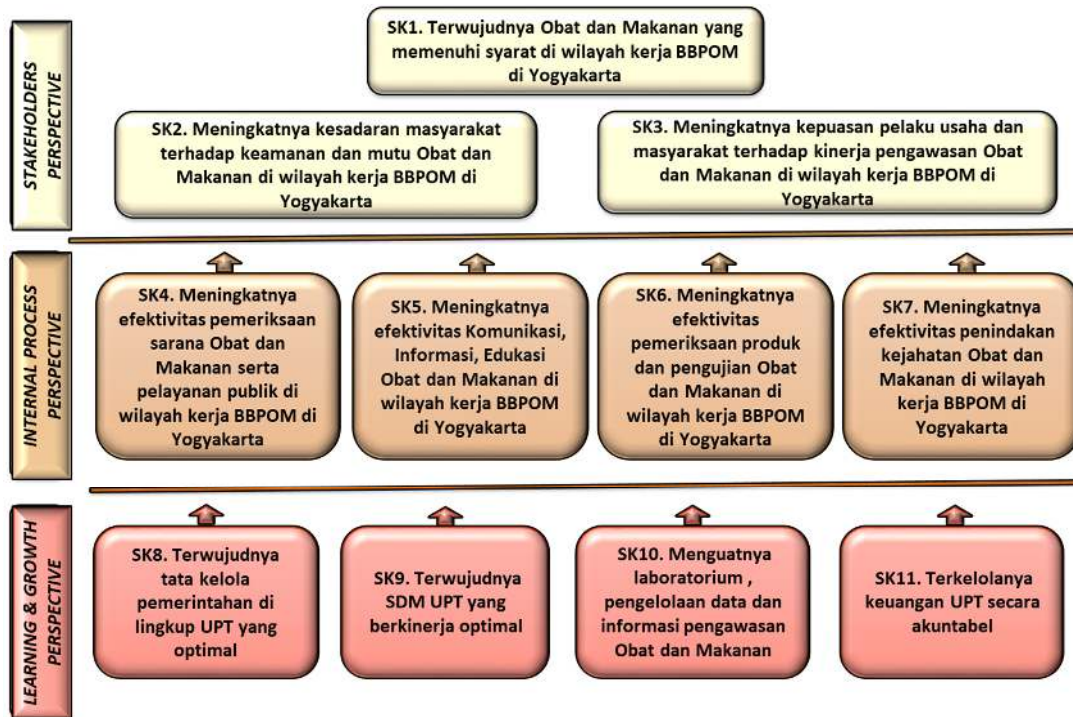 STAKEHOLDERS
PERSPECTIVE
SK1. Terwujudnya Obat dan Makanan yang
memenuhi syarat di wilayah kerja BBPOM
di Yogyakarta
SK2. Meningkatnya kesadaran masyarakat
terhadap keamanan dan mutu Obat dan
Makanan di wilayah kerja BBPOM di
Yogyakarta
SK3. Meningkatnya kepuasan pelaku usaha dan
masyarakat terhadap kinerja pengawasan Obat
dan Makanan di wilayah kerja BBPOM di
Yogyakarta
INTERNAL PROCESS
PERSPECTIVE
SK4. Meningkatnya
efektivitas pemeriksaan
sarana Obat dan
Makanan serta
pelayanan publik di
wilayah kerja BBPOM di
Yogyakarta
SK5. Meningkatnya
efektivitas Komunikasi,
Informasi, Edukasi
Obat dan Makanan di
wilayah kerja BBPOM
di Yogyakarta
SK6. Meningkatnya
efektivitas
pemeriksaan produk
dan pengujian Obat
dan Makanan di
wilayah kerja BBPOM
di Yogyakarta
SK7. Meningkatnya
efektivitas penindakan
kejahatan Obat dan
Makanan di wilayah
kerja BBPOM di
Yogyakarta
LEARNING & GROWTH
PERSPECTIVE
SK8. Terwujudnya
tata kelola
pemerintahan di
lingkup UPT yang
optimal
SK9. Terwujudnya
SDM UPT yang
berkinerja optimal
SK10. Menguatnya
laboratorium ,
pengelolaan data dan
informasi pengawasan
Obat dan Makanan
SK11. Terkelolanya
keuangan UPT secara
akuntabel